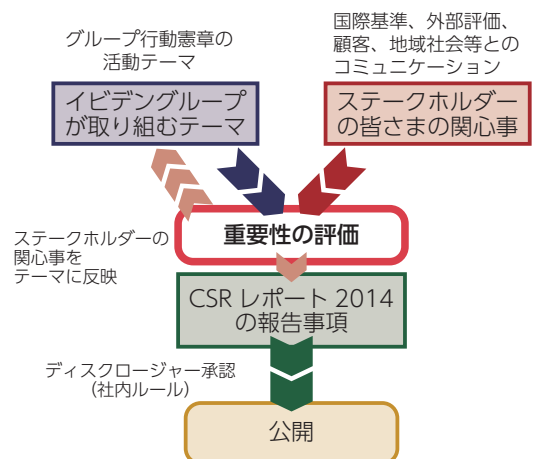 グループ行動憲章の
活動テーマ
国際基準、外部評価、
顧客、地域社会等との
コミュニケーション
イビデングループ
が取り組むテーマ
ステークホルダー
の皆さまの関心事
重要性の評価
ステークホルダーの
関心事を
テーマに反映
CSR レポート 2014
の報告事項
ディスクロージャー承認
（社内ルール）
公開